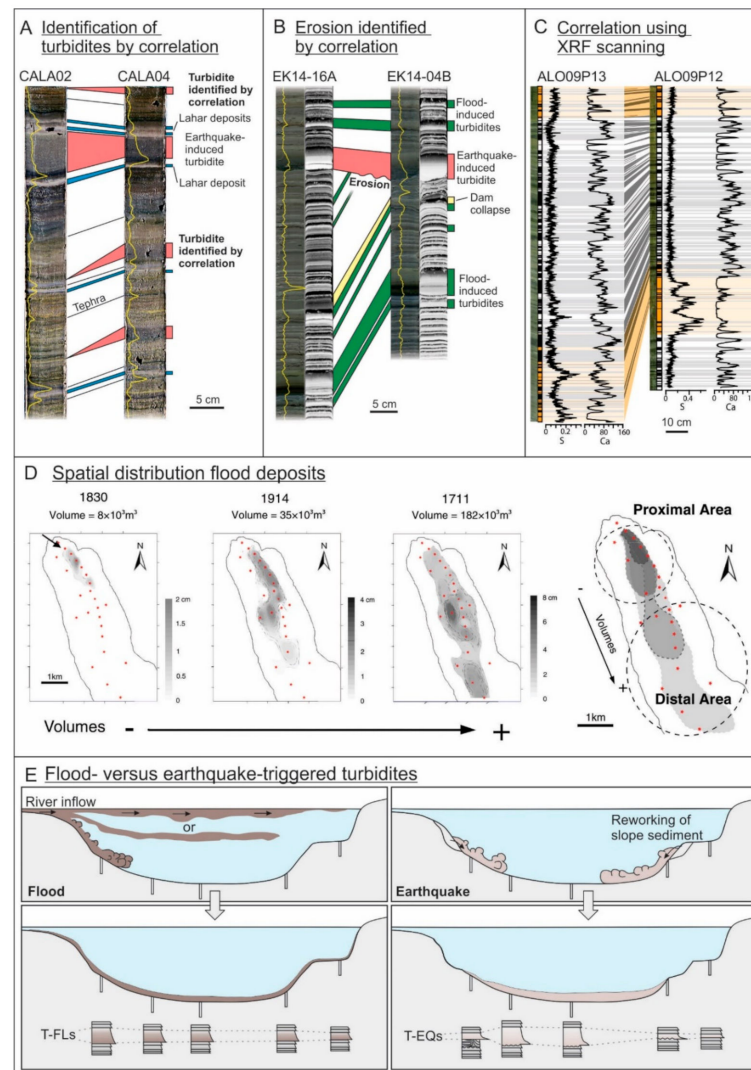 A Identification of
turbidites by correlation
CALA02 CALA04
Turbidite
identified by
correlation
Lahar deposits
Earthquake-
induced
turbidite
Lahar deposit
Turbidite
identified by
correlation
Tephra
5 cm
B Erosion identified
by correlation
EK14-16A EK14-04B
Flood-
induced
turbidites
Earthquake-
induced
turbidite
Erosion
Dam
collapse
Flood-
induced
turbidites
5 cm
C Correlation using
XRF scanning
ALO09P13 ALO09P12
0 0.4
S
0 80
Ca
0 0.2
S
0 80 160
Ca
10 cm
D Spatial distribution flood deposits
1830 1914 1711
Volume = 8×10³m³ Volume = 35×10³m³ Volume = 182×10³m³
N N N N
2 cm
1.5
1
0.5
0
4 cm
3
2
1
0
8 cm
6
4
2
0
1km
Proximal Area
- Volumes +
Distal Area
1km
Volumes - +
E Flood- versus earthquake-triggered turbidites
River inflow
or
Flood
Reworking of
slope sediment
Earthquake
T-FLs
T-EQs